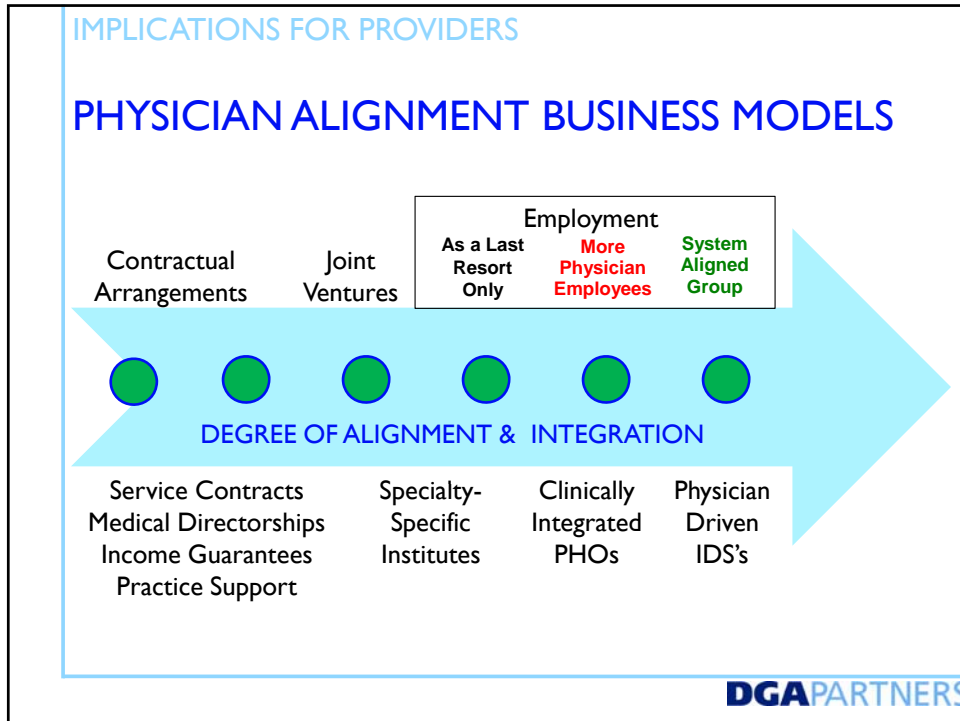 IMPLICATIONS FOR PROVIDERS
PHYSICIAN ALIGNMENT BUSINESS MODELS
Contractual
Arrangements
Joint
Ventures
Employment
As a Last
Resort
Only
More
Physician
Employees
System
Aligned
Group
DEGREE OF ALIGNMENT & INTEGRATION
Service Contracts
Medical Directorships
Income Guarantees
Practice Support
Specialty-
Specific
Institutes
Clinically
Integrated
PHOs
Physician
Driven
IDS's
DGAPARTNERS